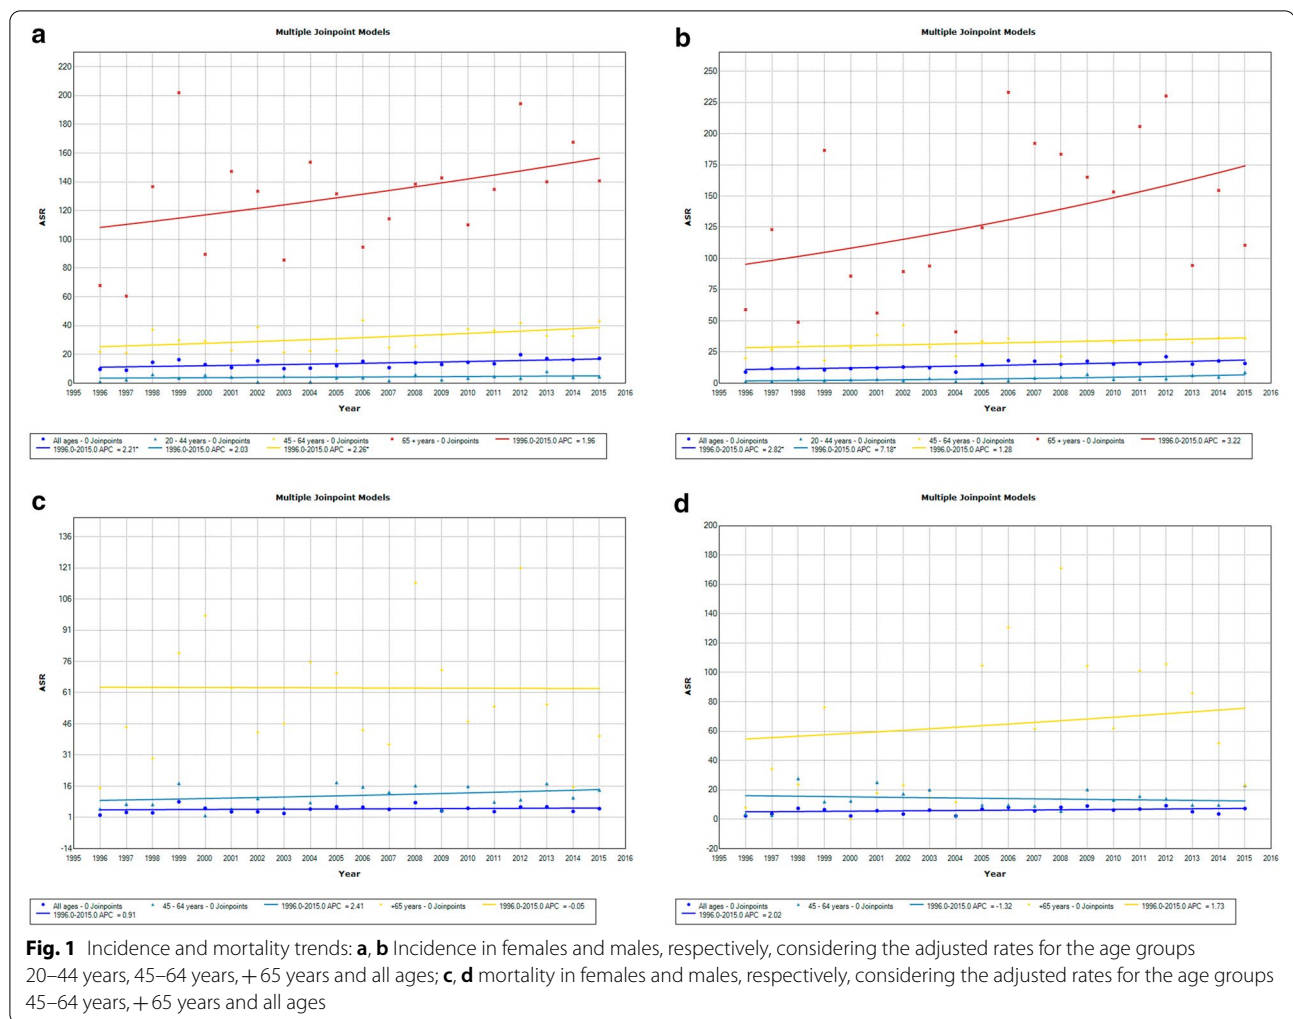 a
Multiple Joinpoint Models
220
200
180
160
140
120
100
80
60
40
20
0
ASR
1995 1996 1997 1998 1999 2000 2001 2002 2003 2004 2005 2006 2007 2008 2009 2010 2011 2012 2013 2014 2015 2016
Year
All ages - 0 Joinpoints 20 - 44 years - 0 Joinpoints 45 - 64 years - 0 Joinpoints 65 + years - 0 Joinpoints 1996.0-2015.0 APC = 1.96
1996.0-2015.0 APC = 2.21* 1996.0-2015.0 APC = 2.03 1996.0-2015.0 APC = 2.26*
b
Multiple Joinpoint Models
250
225
200
175
150
125
100
75
50
25
0
ASR
1995 1996 1997 1998 1999 2000 2001 2002 2003 2004 2005 2006 2007 2008 2009 2010 2011 2012 2013 2014 2015 2016
Year
All ages - 0 Joinpoints 20 - 44 years - 0 Joinpoints 45 - 64 years - 0 Joinpoints 65 + years - 0 Joinpoints 1996.0-2015.0 APC = 3.22
1996.0-2015.0 APC = 2.82* 1996.0-2015.0 APC = 7.18* 1996.0-2015.0 APC = 1.28
c
Multiple Joinpoint Models
136
121
106
91
76
61
46
31
16
1
-14
ASR
1995 1996 1997 1998 1999 2000 2001 2002 2003 2004 2005 2006 2007 2008 2009 2010 2011 2012 2013 2014 2015 2016
Year
All ages - 0 Joinpoints 45 - 64 years - 0 Joinpoints 1996.0-2015.0 APC = 2.41 +65 years - 0 Joinpoints 1996.0-2015.0 APC = -0.05
1996.0-2015.0 APC = 0.91
d
Multiple Joinpoint Models
200
180
160
140
120
100
80
60
40
20
0
-20
ASR
1995 1996 1997 1998 1999 2000 2001 2002 2003 2004 2005 2006 2007 2008 2009 2010 2011 2012 2013 2014 2015 2016
Year
All ages - 0 Joinpoints 45 - 64 years - 0 Joinpoints 1996.0-2015.0 APC = -1.32 +65 years - 0 Joinpoints 1996.0-2015.0 APC = 1.73
1996.0-2015.0 APC = 2.02
Fig. 1 Incidence and mortality trends: a, b Incidence in females and males, respectively, considering the adjusted rates for the age groups
20–44 years, 45–64 years, + 65 years and all ages; c, d mortality in females and males, respectively, considering the adjusted rates for the age groups
45–64 years, + 65 years and all ages